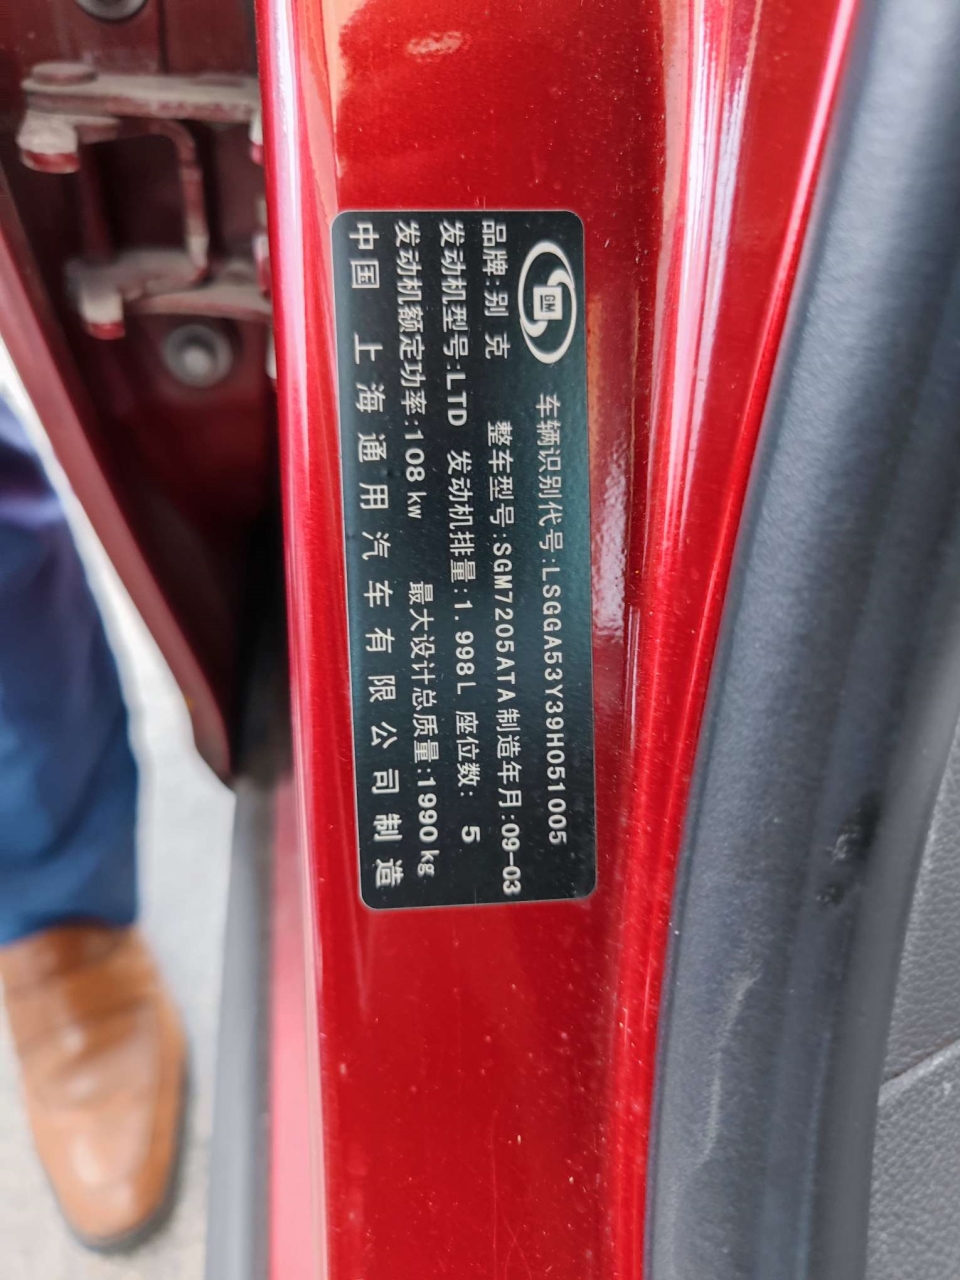 GM
车辆识别代号:LSGGA53Y39H051005
品牌:别 克 整车型号:SGM7205ATA 制造年月:09-03
发动机型号:LTD 发动机排量:1.998L 座位数: 5
发动机额定功率:108 kw 最大设计总质量:1990 kg
中国 上海通用汽车有限公司制造